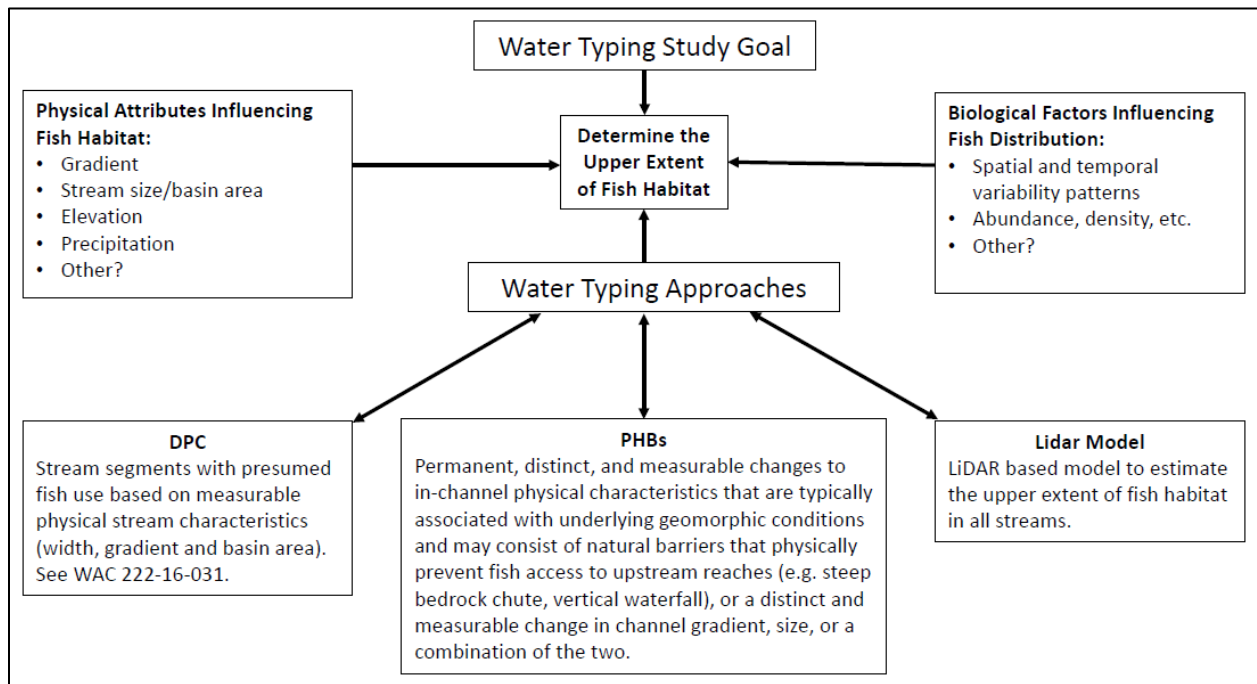 Water Typing Study Goal
Physical Attributes Influencing
Fish Habitat:
• Gradient
• Stream size/basin area
• Elevation
• Precipitation
• Other?
Determine the
Upper Extent
of Fish Habitat
Biological Factors Influencing
Fish Distribution:
• Spatial and temporal
variability patterns
• Abundance, density, etc.
• Other?
Water Typing Approaches
DPC
Stream segments with presumed
fish use based on measurable
physical stream characteristics
(width, gradient and basin area).
See WAC 222-16-031.
PHBs
Permanent, distinct, and measurable changes to
in-channel physical characteristics that are typically
associated with underlying geomorphic conditions
and may consist of natural barriers that physically
prevent fish access to upstream reaches (e.g. steep
bedrock chute, vertical waterfall), or a distinct and
measurable change in channel gradient, size, or a
combination of the two.
Lidar Model
LiDAR based model to estimate
the upper extent of fish habitat
in all streams.